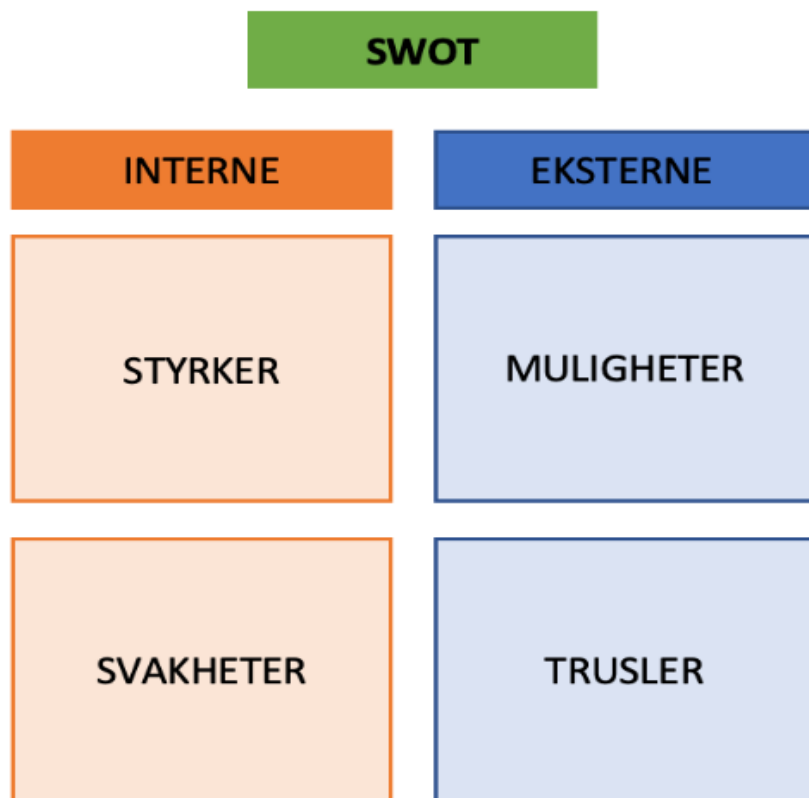 SWOT
INTERNE
EKSTERNE
STYRKER
MULIGHETER
SVAKHETER
TRUSLER